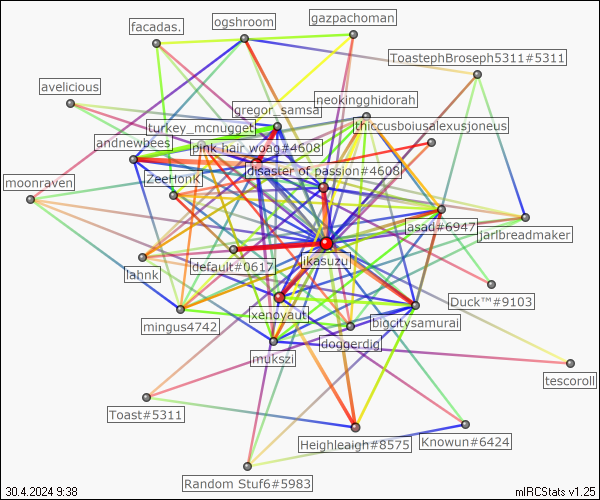 ogshroom
gazpachoman
facadas.
ToastephBroseph5311#5311
avelicious
neokingghidorah
gregor_samsa
turkey_mcnugget
thiccusboiusalexusjoneus
andnewbees
pink hair woag#4608
disaster of passion#4608
moonraven
ZeeHonK
asad#6947
jarlbreadmaker
ikasuzu
lahnk
default#0617
Duck™#9103
xenoyaut
mingus4742
bigcitysamurai
doggerdig
mukszi
tescoroll
Toast#5311
Heighleaigh#8575
Knowun#6424
Random Stuf6#5983
30.4.2024 9:38
mIRCStats v1.25